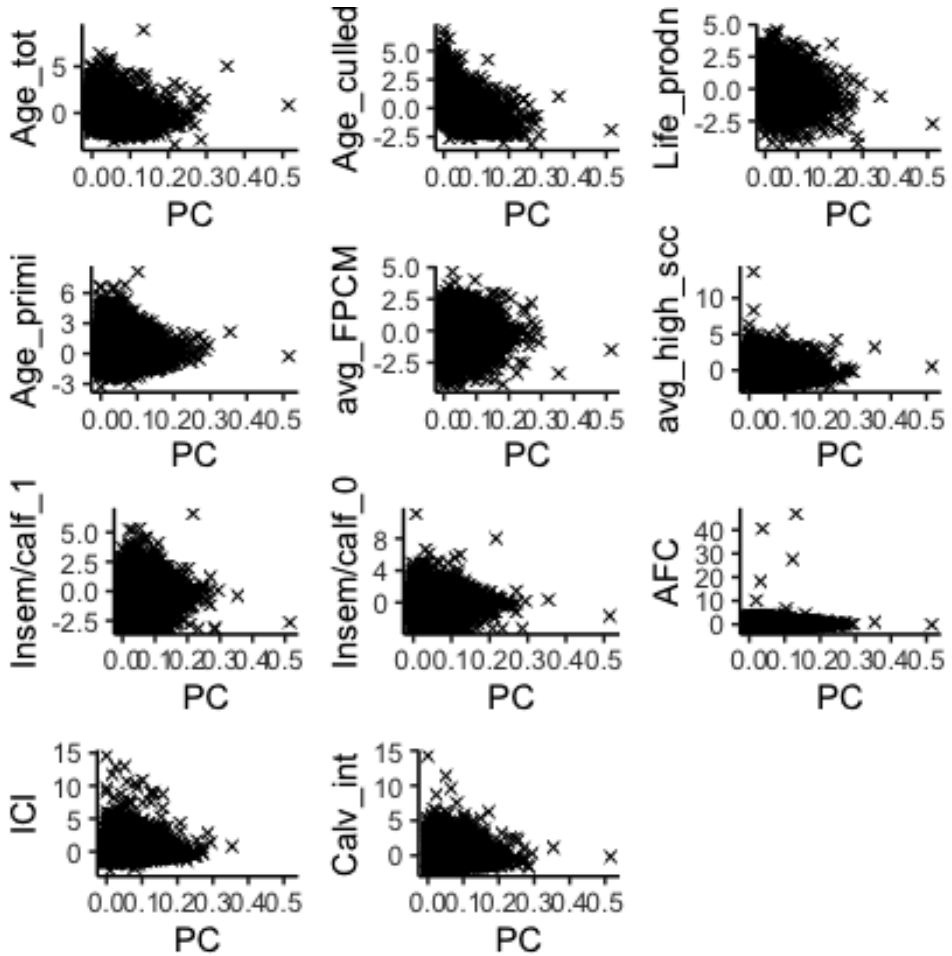 Age_tot
5
0
0.00.10.20.30.40.5
PC
Age_culled
5.0
2.5
0.0
-2.5
0.00.10.20.30.40.5
PC
Life_prodn
5.0
2.5
0.0
-2.5
0.00.10.20.30.40.5
PC
Age_primi
6
3
0
-3
0.00.10.20.30.40.5
PC
avg_FPCM
5.0
2.5
0.0
-2.5
0.00.10.20.30.40.5
PC
avg_high_scc
10
5
0
0.00.10.20.30.40.5
PC
Insem/calf_1
5.0
2.5
0.0
-2.5
0.00.10.20.30.40.5
PC
Insem/calf_0
8
4
0
0.00.10.20.30.40.5
PC
AFC
40
30
20
10
0
0.00.10.20.30.40.5
PC
ICI
15
10
5
0
0.00.10.20.30.40.5
PC
Calv_int
15
10
5
0
0.00.10.20.30.40.5
PC